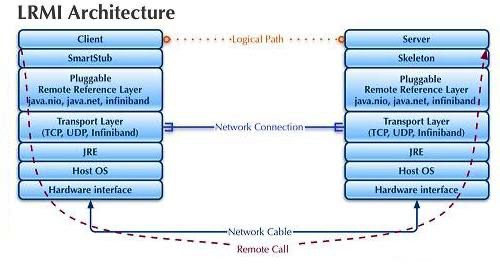 LRMI Architecture
Client
Logical Path
Server
SmartStub
Skeleton
Pluggable
Remote Reference Layer
java.nio, java.net, infiniband
Pluggable
Remote Reference Layer
java.nio, java.net, infiniband
Transport Layer
(TCP, UDP, Infiniband)
Network Connection
Transport Layer
(TCP, UDP, Infiniband)
JRE
JRE
Host OS
Host OS
Hardware interface
Hardware interface
Network Cable
Remote Call